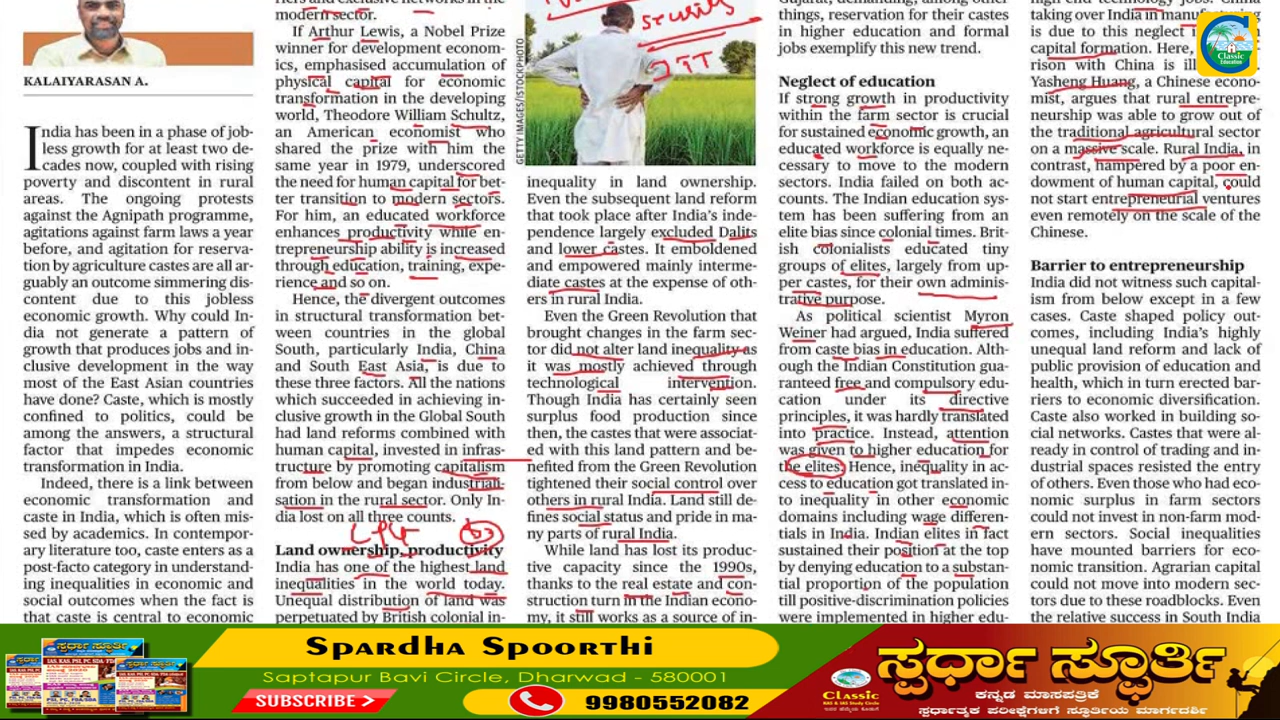 KALAIYARASAN A.
India has been in a phase of job-
less growth for at least two de-
cades now, coupled with rising
poverty and discontent in rural
areas. The ongoing protests
against the Agnipath programme,
agitations against farm laws a year
before, and agitation for reserva-
tion by agriculture castes are all ar-
guably an outcome simmering dis-
content due to this jobless
economic growth. Why could In-
dia not generate a pattern of
growth that produces jobs and in-
clusive development in the way
most of the East Asian countries
have done? Caste, which is mostly
confined to politics, could be
among the answers, a structural
factor that impedes economic
transformation in India.
Indeed, there is a link between
economic transformation and
caste in India, which is often mis-
sed by academics. In contempor-
ary literature too, caste enters as a
post-facto category in understand-
ing inequalities in economic and
social outcomes when the fact is
that caste is central to economic
riers and exclusive networks in the
modern sector.
If Arthur Lewis, a Nobel Prize
winner for development econom-
ics, emphasised accumulation of
physical capital for economic
transformation in the developing
world, Theodore William Schultz,
an American economist who
shared the prize with him the
same year in 1979, underscored
the need for human capital for bet-
ter transition to modern sectors.
For him, an educated workforce
enhances productivity while en-
trepreneurship ability is increased
through education, training, expe-
rience and so on.
Hence, the divergent outcomes
in structural transformation bet-
ween countries in the global
South, particularly India, China
and South East Asia, is due to
these three factors. All the nations
which succeeded in achieving in-
clusive growth in the Global South
had land reforms combined with
human capital, invested in infras-
tructure by promoting capitalism
from below and began industriali-
sation in the rural sector. Only In-
dia lost on all three counts.
Land ownership, productivity
India has one of the highest land
inequalities in the world today.
Unequal distribution of land was
perpetuated by British colonial in-
security
GETTY IMAGES/ISTOCKPHOTO
inequality in land ownership.
Even the subsequent land reform
that took place after India's inde-
pendence largely excluded Dalits
and lower castes. It emboldened
and empowered mainly interme-
diate castes at the expense of oth-
ers in rural India.
Even the Green Revolution that
brought changes in the farm sec-
tor did not alter land inequality as
it was mostly achieved through
technological intervention.
Though India has certainly seen
surplus food production since
then, the castes that were associat-
ed with this land pattern and be-
nefited from the Green Revolution
tightened their social control over
others in rural India. Land still de-
fines social status and pride in ma-
ny parts of rural India.
While land has lost its produc-
tive capacity since the 1990s,
thanks to the real estate and con-
struction turn in the Indian econo-
my, it still works as a source of in-
Gujarat, demanding, among other
things, reservation for their castes
in higher education and formal
jobs exemplify this new trend.
Neglect of education
If strong growth in productivity
within the farm sector is crucial
for sustained economic growth, an
educated workforce is equally ne-
cessary to move to the modern
sectors. India failed on both ac-
counts. The Indian education sys-
tem has been suffering from an
elite bias since colonial times. Brit-
ish colonialists educated tiny
groups of elites, largely from up-
per castes, for their own adminis-
trative purpose.
As political scientist Myron
Weiner had argued, India suffered
from caste bias in education. Alth-
ough the Indian Constitution gua-
ranteed free and compulsory edu-
cation under its directive
principles, it was hardly translated
into practice. Instead, attention
was given to higher education for
the elites. Hence, inequality in ac-
cess to education got translated in-
to inequality in other economic
domains including wage differen-
tials in India. Indian elites in fact
sustained their position at the top
by denying education to a substan-
tial proportion of the population
till positive-discrimination policies
were implemented in higher edu-
high-end technology jobs. China
taking over India in manufacturing
is due to this neglect
capital formation. Here,
rison with China is ill
Yasheng Huang, a Chinese econo-
mist, argues that rural entrepre-
neurship was able to grow out of
the traditional agricultural sector
on a massive scale. Rural India, in
contrast, hampered by a poor en-
dowment of human capital, could
not start entrepreneurial ventures
even remotely on the scale of the
Chinese.
Barrier to entrepreneurship
India did not witness such capital-
ism from below except in a few
cases. Caste shaped policy out-
comes, including India's highly
unequal land reform and lack of
public provision of education and
health, which in turn erected bar-
riers to economic diversification.
Caste also worked in building so-
cial networks. Castes that were al-
ready in control of trading and in-
dustrial spaces resisted the entry
of others. Even those who had eco-
nomic surplus in farm sectors
could not invest in non-farm mod-
ern sectors. Social inequalities
have mounted barriers for eco-
nomic transition. Agrarian capital
could not move into modern sec-
tors due to these roadblocks. Even
the relative success in South India
Classic
Education
Spardha Spoorthi
Saptapur Bavi Circle, Dharwad - 580001
SUBSCRIBE
9980552082
Classic
KAS & IAS Study Circle
ಸ್ಪರ್ಧಾ ಸ್ಫೂರ್ತಿ
ಕನ್ನಡ ಮಾಸಪತ್ರಿಕೆ
ಸ್ಪರ್ಧಾತ್ಮಕ ಪರೀಕ್ಷೆಗಳಿಗೆ ಸ್ಫೂರ್ತಿಯ ಮಾರ್ಗದರ್ಶಿ